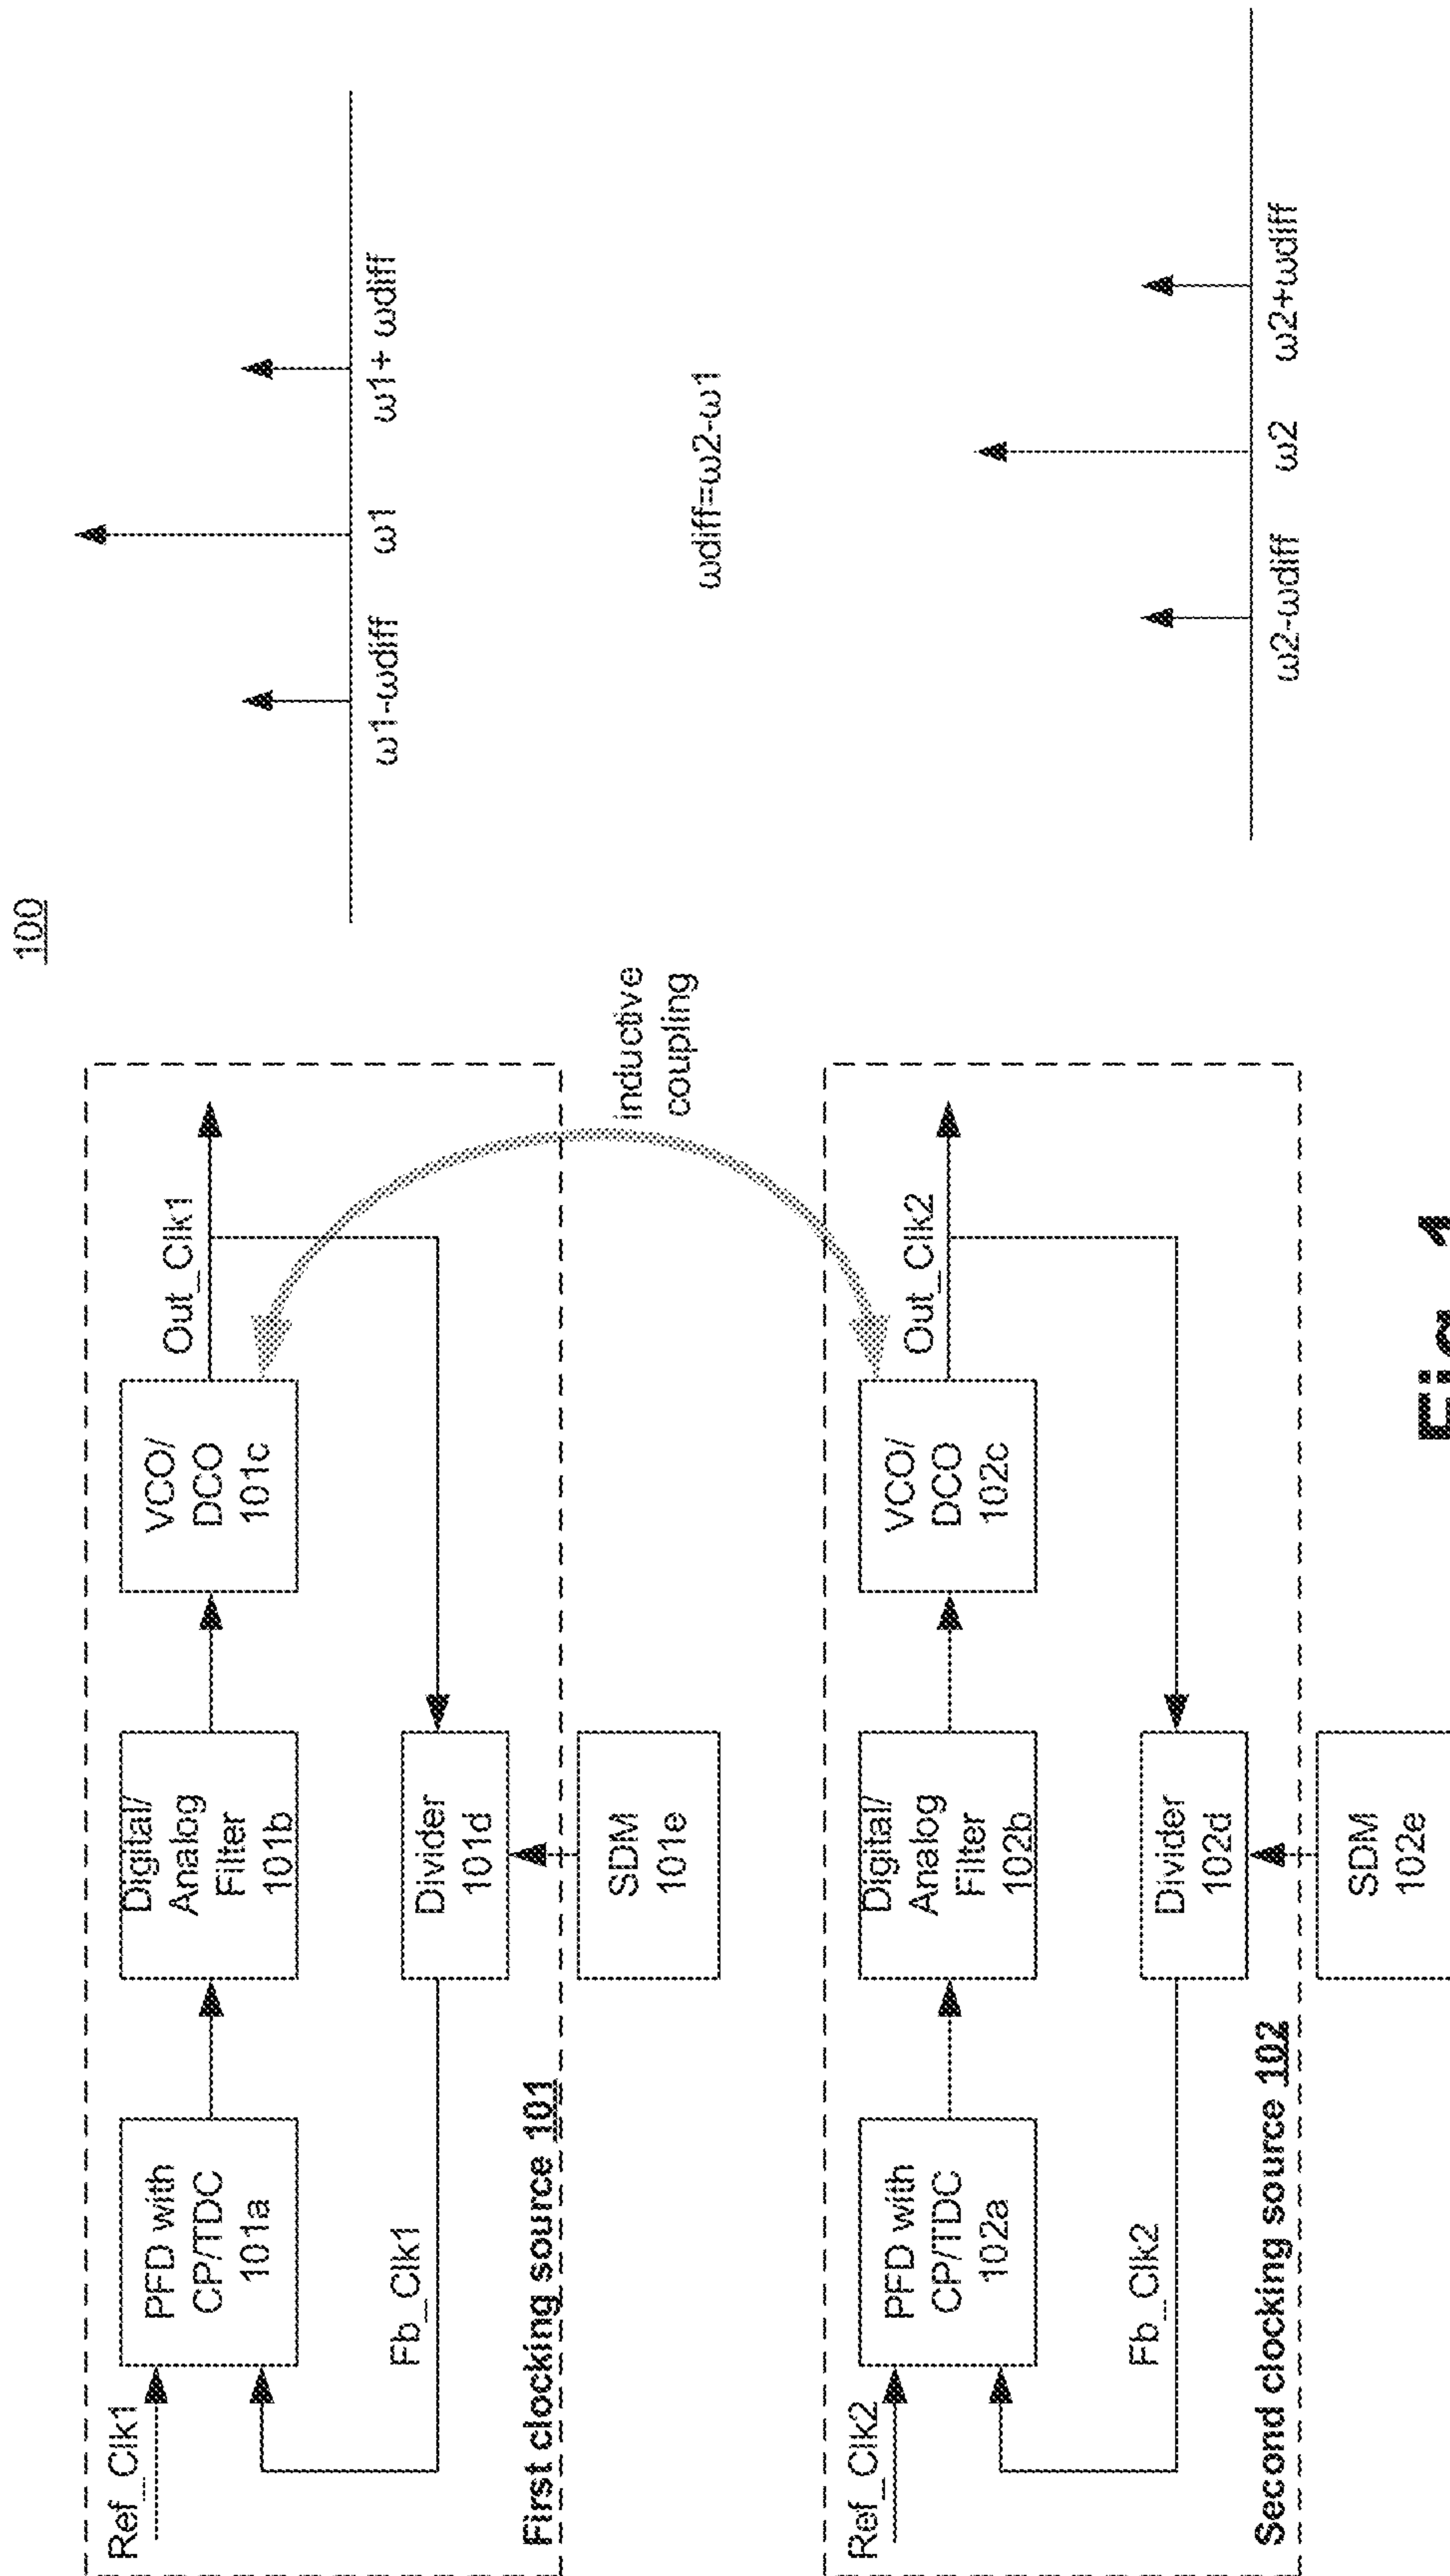 100
Ref_Clk1
PFD with
CP/TDC
101a
Digital/
Analog
Filter
101b
VCO/
DCO
101c
Out_Clk1
Fb_Clk1
Divider
101d
First clocking source 101
SDM
101e
inductive
coupling
ω1-ωdiff
ω1
ω1+ ωdiff
ωdiff=ω2-ω1
Ref_Clk2
PFD with
CP/TDC
102a
Digital/
Analog
Filter
102b
VCO/
DCO
102c
Out_Clk2
Fb_Clk2
Divider
102d
Second clocking source 102
SDM
102e
ω2-ωdiff
ω2
ω2+ωdiff
Fig. 1